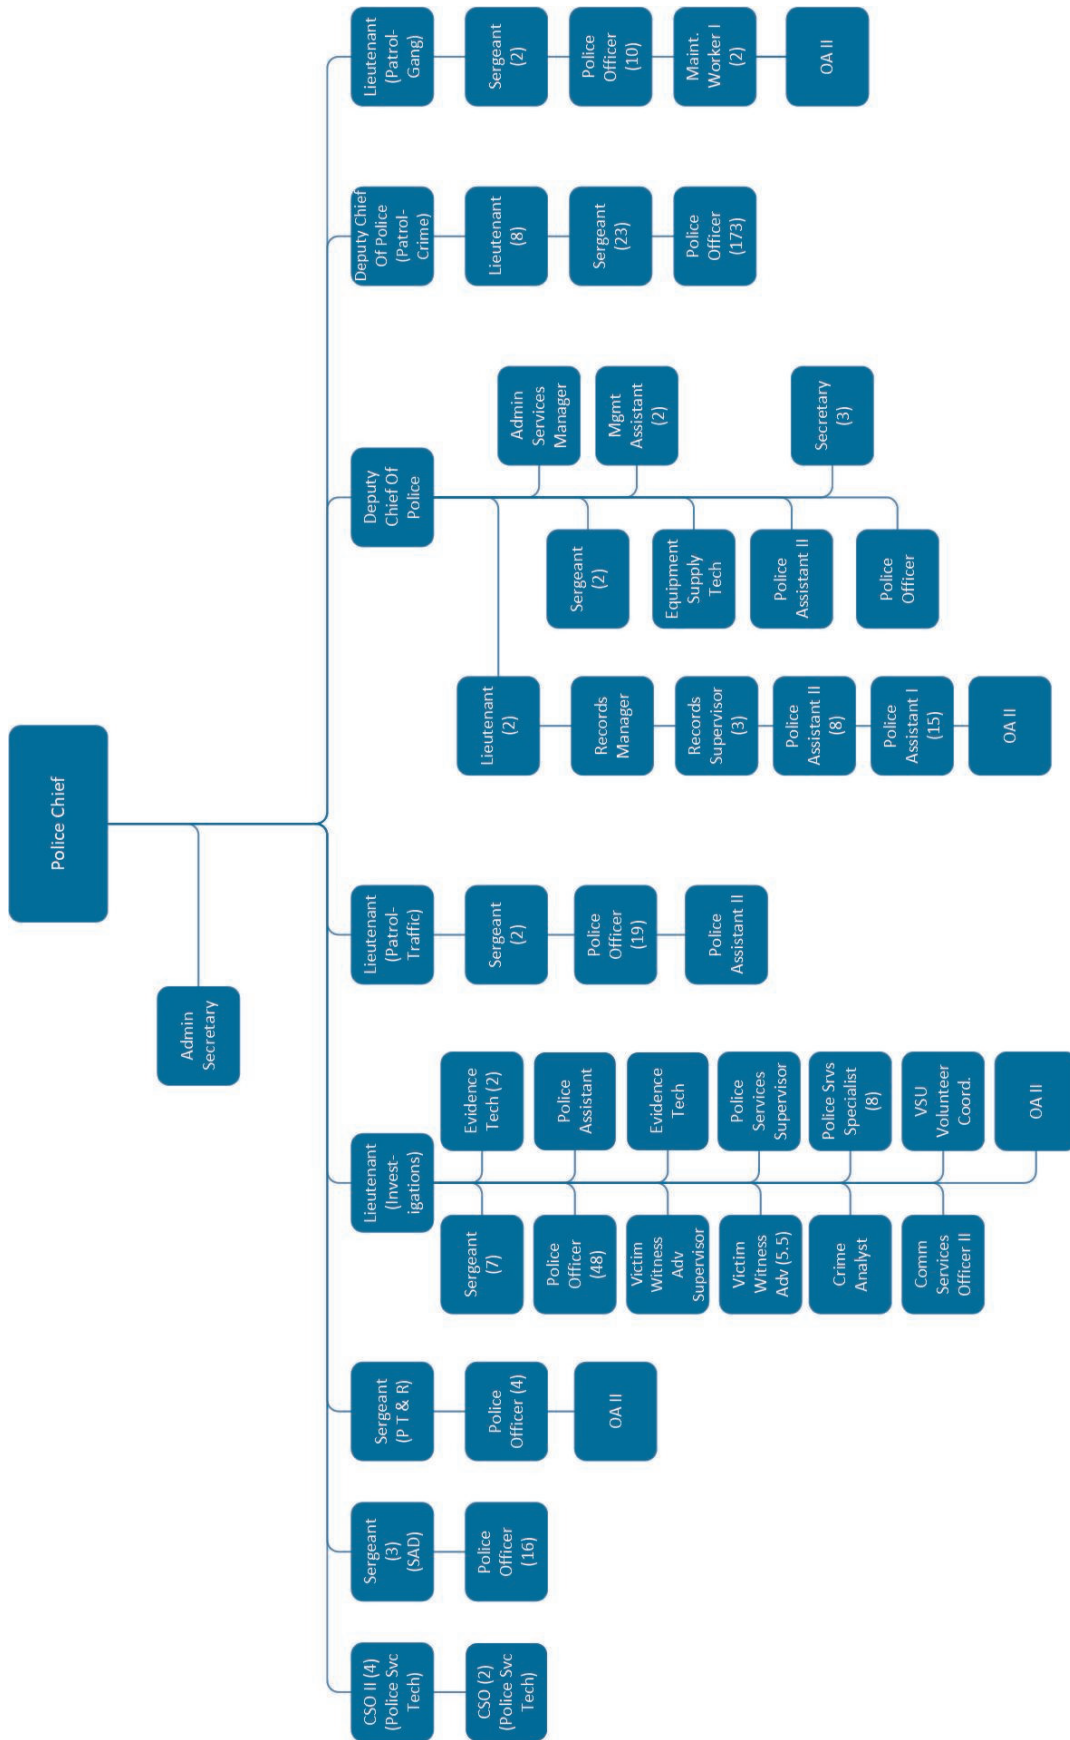 Police Chief
Admin
Secretary
CSO II (4)
(Police Svc
Tech)
CSO (2)
(Police Svc
Tech)
Sergeant
(3)
(SAD)
Police
Officer
(16)
Sergeant
(P T & R)
Police
Officer (4)
OA II
Lieutenant
(Invest-
igations)
Sergeant
(7)
Evidence
Tech (2)
Police
Officer
(48)
Police
Assistant
Victim
Witness
Adv
Supervisor
Evidence
Tech
Victim
Witness
Adv (5.5)
Police
Services
Supervisor
Crime
Analyst
Police Srvs
Specialist
(8)
Comm
Services
Officer II
VSU
Volunteer
Coord.
OA II
Lieutenant
(Patrol-
Traffic)
Sergeant
(2)
Police
Officer
(19)
Police
Assistant II
Deputy
Chief Of
Police
Lieutenant
(2)
Records
Manager
Records
Supervisor
(3)
Police
Assistant II
(8)
Police
Assistant I
(15)
OA II
Admin
Services
Manager
Sergeant
(2)
Mgmt
Assistant
(2)
Equipment
Supply
Tech
Police
Assistant II
Secretary
(3)
Police
Officer
Deputy Chief
Of Police
(Patrol-
Crime)
Lieutenant
(8)
Sergeant
(23)
Police
Officer
(173)
Lieutenant
(Patrol-
Gang)
Sergeant
(2)
Police
Officer
(10)
Maint.
Worker I
(2)
OA II